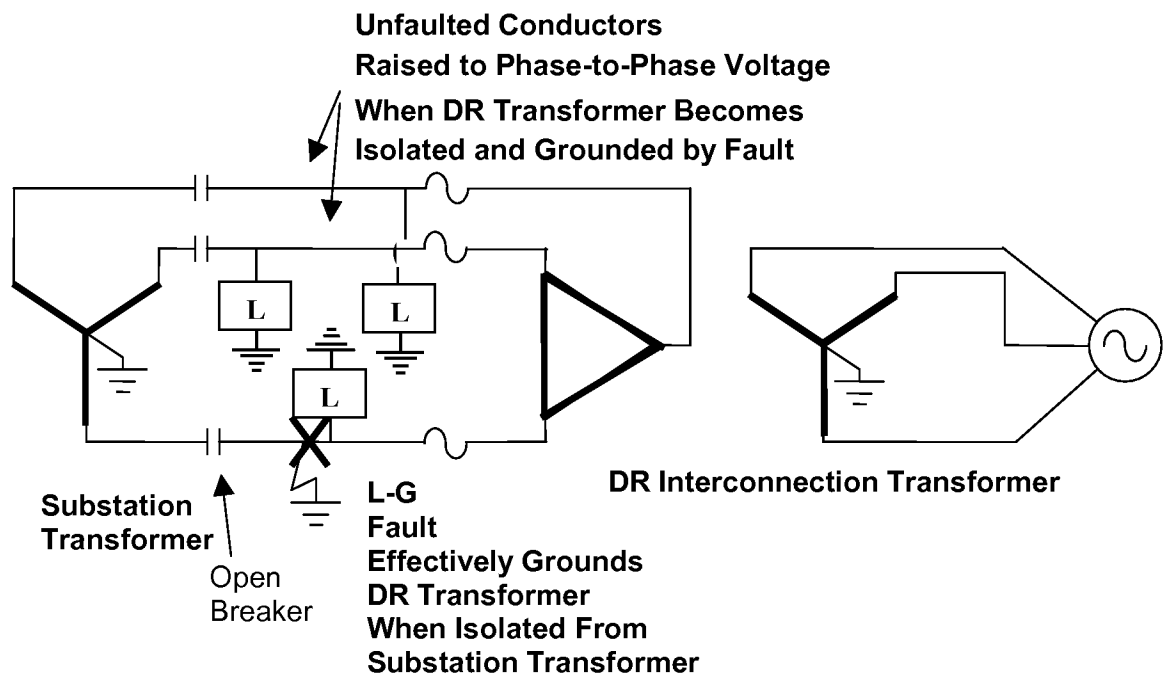 Unfaulted Conductors
Raised to Phase-to-Phase Voltage
When DR Transformer Becomes
Isolated and Grounded by Fault
L
L
L
DR Interconnection Transformer
Substation
Transformer
Open
Breaker
L-G
Fault
Effectively Grounds
DR Transformer
When Isolated From
Substation Transformer